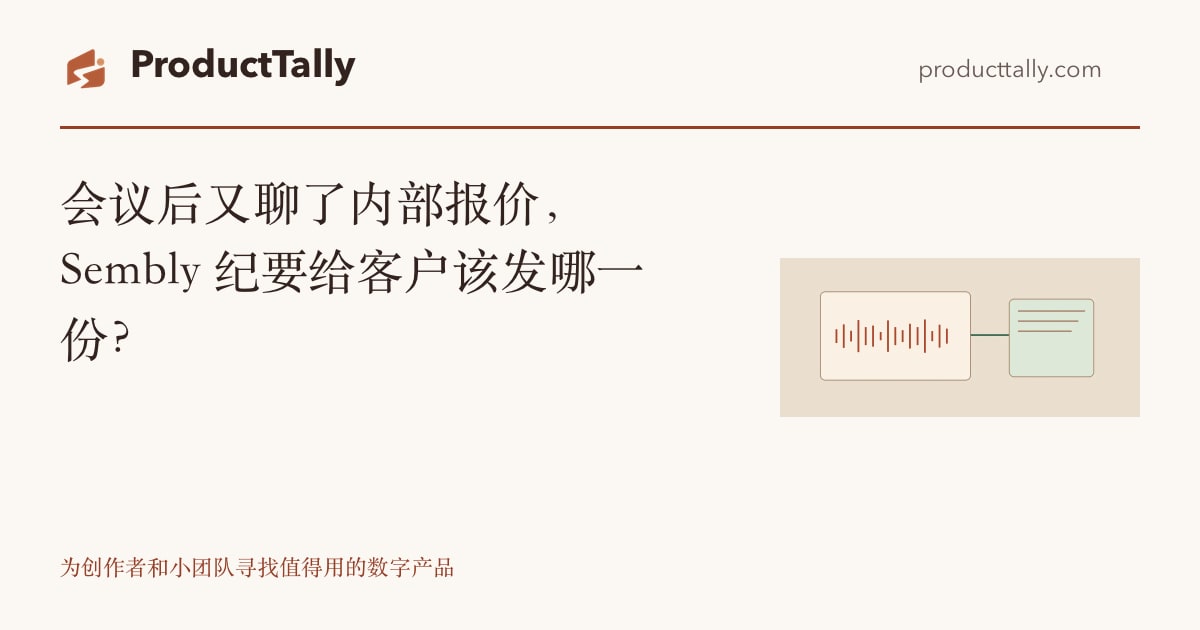 ProductTally
producttally.com
会议后又聊了内部报价，
Sembly 纪要给客户该发哪一
份？
为创作者和小团队寻找值得用的数字产品